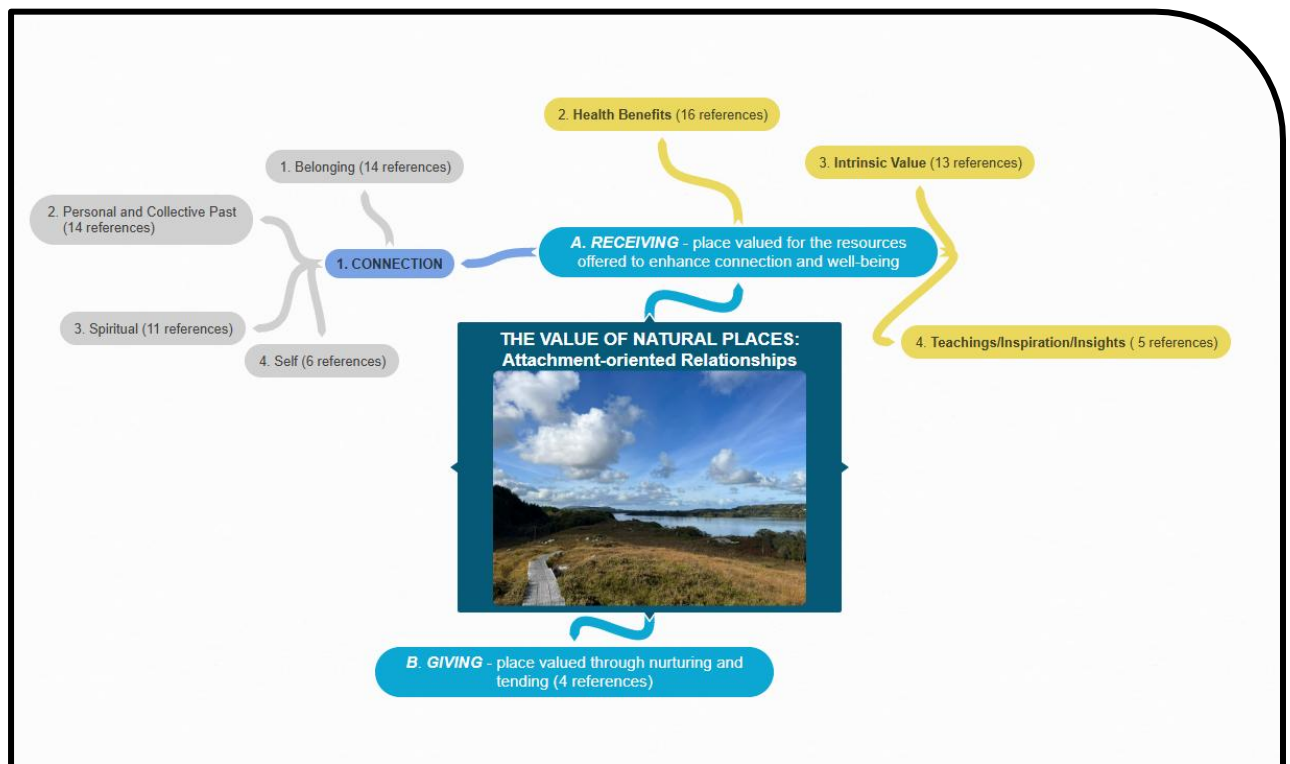 2. Health Benefits (16 references)
1. Belonging (14 references)
3. Intrinsic Value (13 references)
2. Personal and Collective Past
(14 references)
A. RECEIVING - place valued for the resources
offered to enhance connection and well-being
1. CONNECTION
3. Spiritual (11 references)
4. Self (6 references)
4. Teachings/Inspiration/Insights ( 5 references)
THE VALUE OF NATURAL PLACES:
Attachment-oriented Relationships
B. GIVING - place valued through nurturing and
tending (4 references)